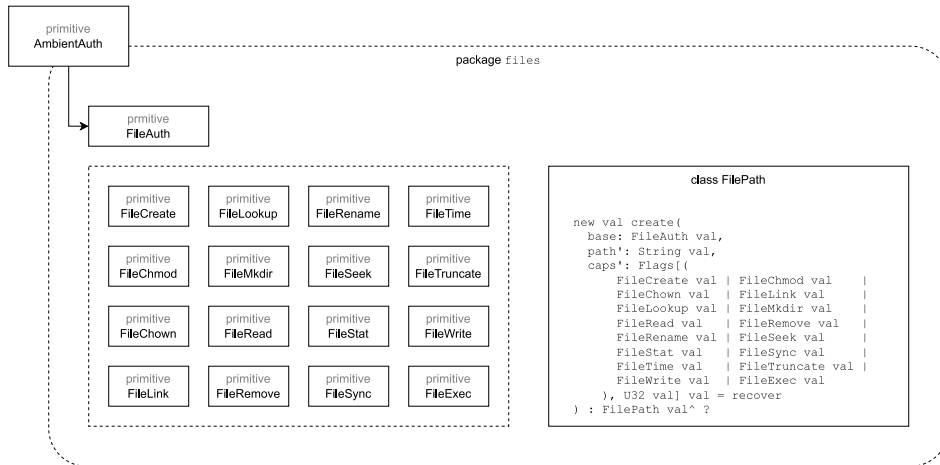 primitive
AmbientAuth
package files
prmitive
FileAuth
primitive
FileCreate
primitive
FileLookup
primitive
FileRename
primitive
FileTime
primitive
FileChmod
primitive
FileMkdir
primitive
FileSeek
primitive
FileTruncate
primitive
FileChown
primitive
FileRead
primitive
FileStat
primitive
FileWrite
primitive
FileLink
primitive
FileRemove
primitive
FileSync
primitive
FileExec
class FilePath
new val create(
base: FileAuth val,
path': String val,
caps': Flags[(
FileCreate val | FileChmod val |
FileChown val | FileLink val |
FileLookup val | FileMkdir val |
FileRead val | FileRemove val |
FileRename val | FileSeek val |
FileStat val | FileSync val |
FileTime val | FileTruncate val |
FileWrite val | FileExec val
), U32 val] val = recover
) : FilePath val^ ?